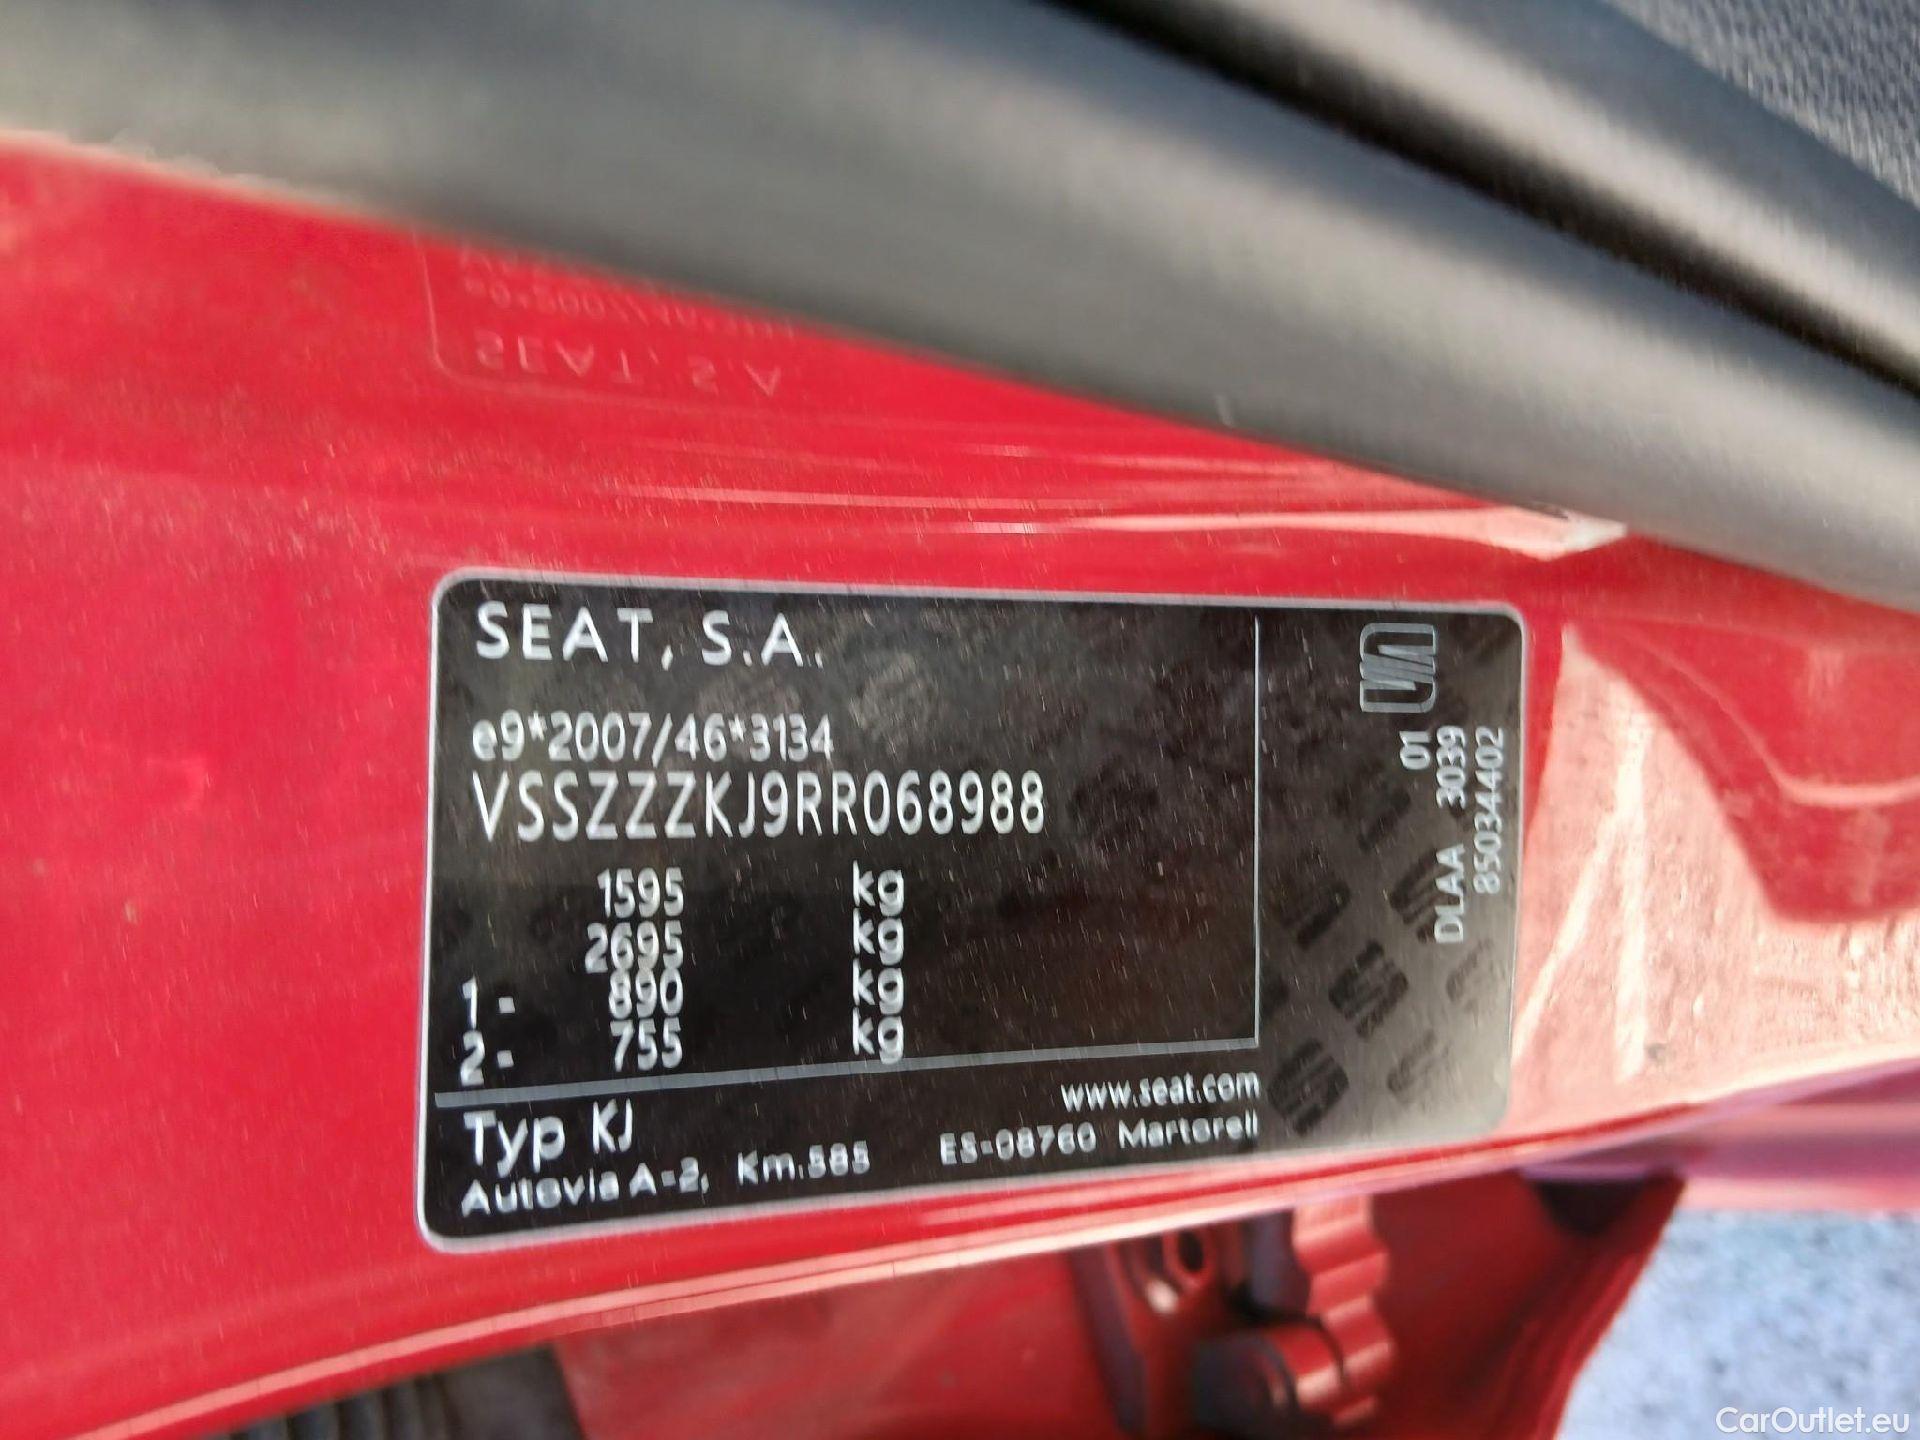 SEAT, S.A.
e9*2007/46*3134
VSSZZZKJ9RR068988
1595 kg
2695 kg
1- 890 kg
2- 755 kg
Typ KJ
www.seat.com
Autovia A-2, Km.585 ES-08760 Martorell
01
DLAA 3039
85034402
CarOutlet.eu